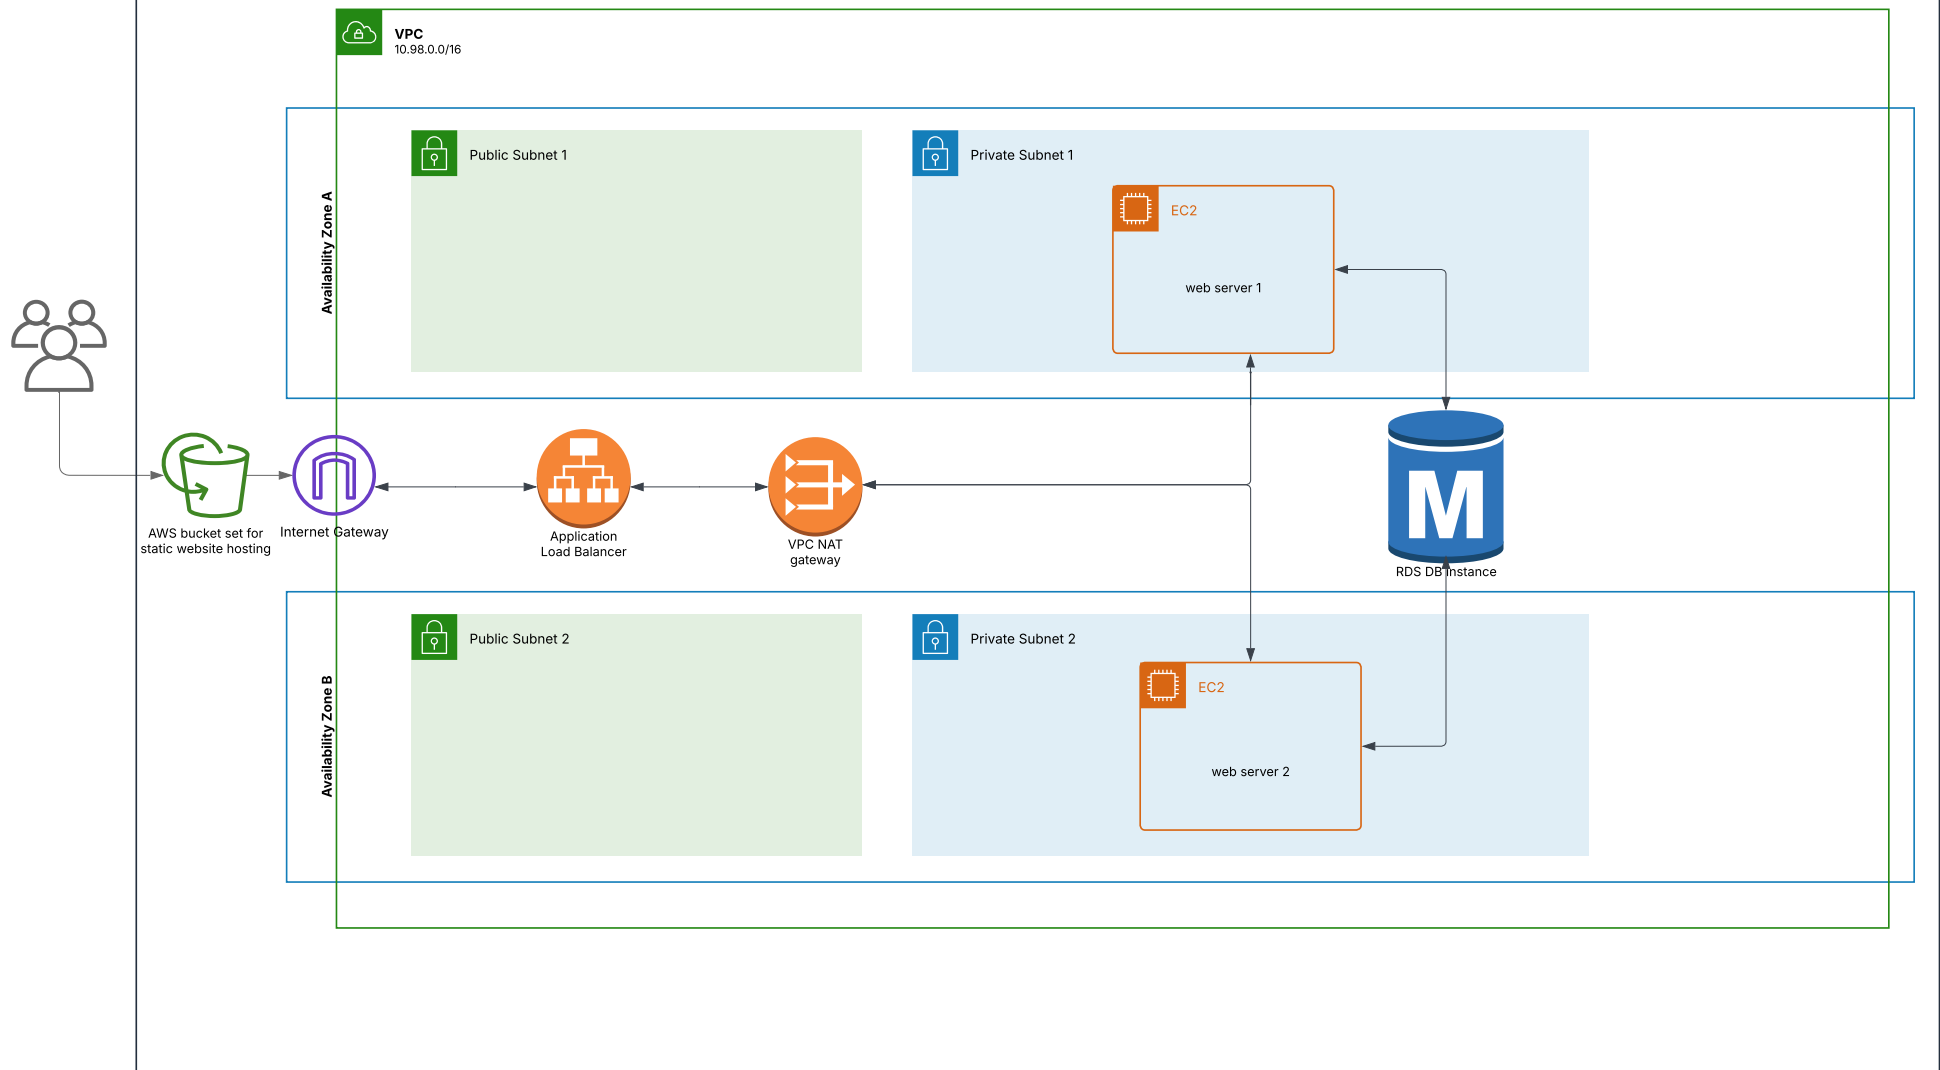 VPC
10.98.0.0/16
Availability Zone A
Public Subnet 1
Private Subnet 1
EC2
web server 1
AWS bucket set for
static website hosting
Internet Gateway
Application
Load Balancer
VPC NAT
gateway
M
RDS DB instance
Availability Zone B
Public Subnet 2
Private Subnet 2
EC2
web server 2